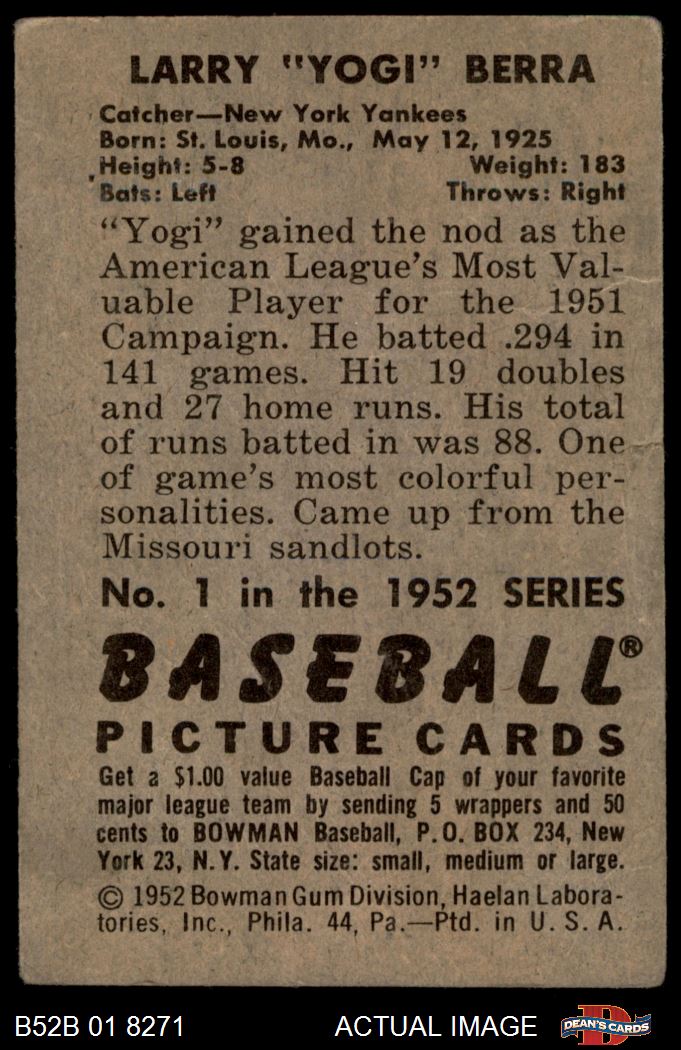 LARRY "YOGI" BERRA
Catcher—New York Yankees
Born: St. Louis, Mo., May 12, 1925
Height: 5-8 Weight: 183
Bats: Left Throws: Right
"Yogi" gained the nod as the
American League's Most Val-
uable Player for the 1951
Campaign. He batted .294 in
141 games. Hit 19 doubles
and 27 home runs. His total
of runs batted in was 88. One
of game's most colorful per-
sonalities. Came up from the
Missouri sandlots.
No. 1 in the 1952 SERIES
BASEBALL®
PICTURE CARDS
Get a $1.00 value Baseball Cap of your favorite
major league team by sending 5 wrappers and 50
cents to BOWMAN Baseball, P.O. BOX 234, New
York 23, N.Y. State size: small, medium or large.
© 1952 Bowman Gum Division, Haelan Labora-
tories, Inc., Phila. 44, Pa.—Ptd. in U. S. A.
B52B 01 8271 ACTUAL IMAGE D DEAN'S CARDS